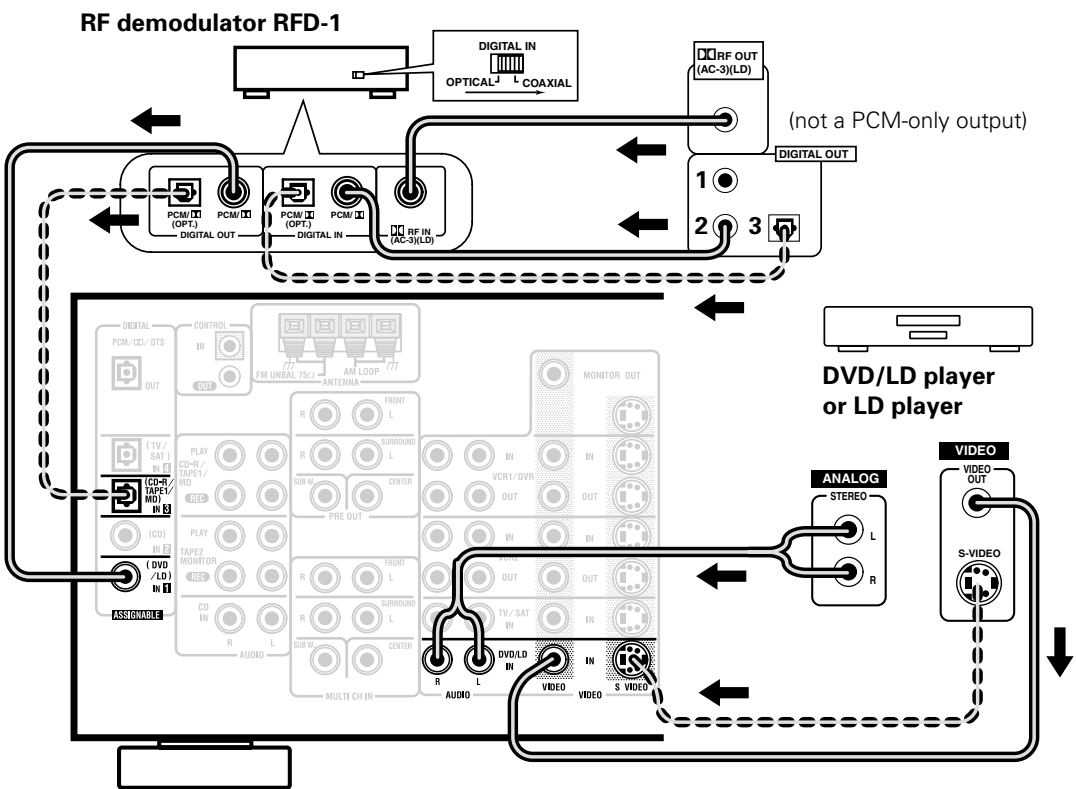 RF demodulator RFD-1
DIGITAL IN
OPTICAL
COAXIAL
RF OUT
(AC-3)(LD)
(not a PCM-only output)
DIGITAL OUT
1
2
3
PCM/
(OPT.)
PCM/
DIGITAL OUT
PCM/
(OPT.)
PCM/
DIGITAL IN
RF IN
(AC-3)(LD)
DVD/LD player
or LD player
DIGITAL
PCM/ / DTS
OUT
CONTROL
IN
OUT
FM UNBAL 75Ω
AM LOOP
ANTENNA
MONITOR OUT
FRONT
R
L
SURROUND
R
L
SUB W.
CENTER
PRE OUT
(TV/
SAT)
IN 4
(CD-R/
TAPE1/
MD)
IN 3
(CD)
IN 2
(DVD
/LD)
IN 1
ASSIGNABLE
PLAY
CD-R/
TAPE1/
MD
REC
PLAY
TAPE2
MONITOR
REC
CD
IN
R
L
AUDIO
FRONT
R
L
SURROUND
R
L
SUB W.
CENTER
MULTI CH IN
IN
VCR1/DVR
OUT
IN
OUT
IN
OUT
IN
OUT
TV/SAT
IN
IN
DVD/LD
IN
IN
R
L
AUDIO
VIDEO
VIDEO
S VIDEO
ANALOG
STEREO
L
R
VIDEO
VIDEO
OUT
S-VIDEO